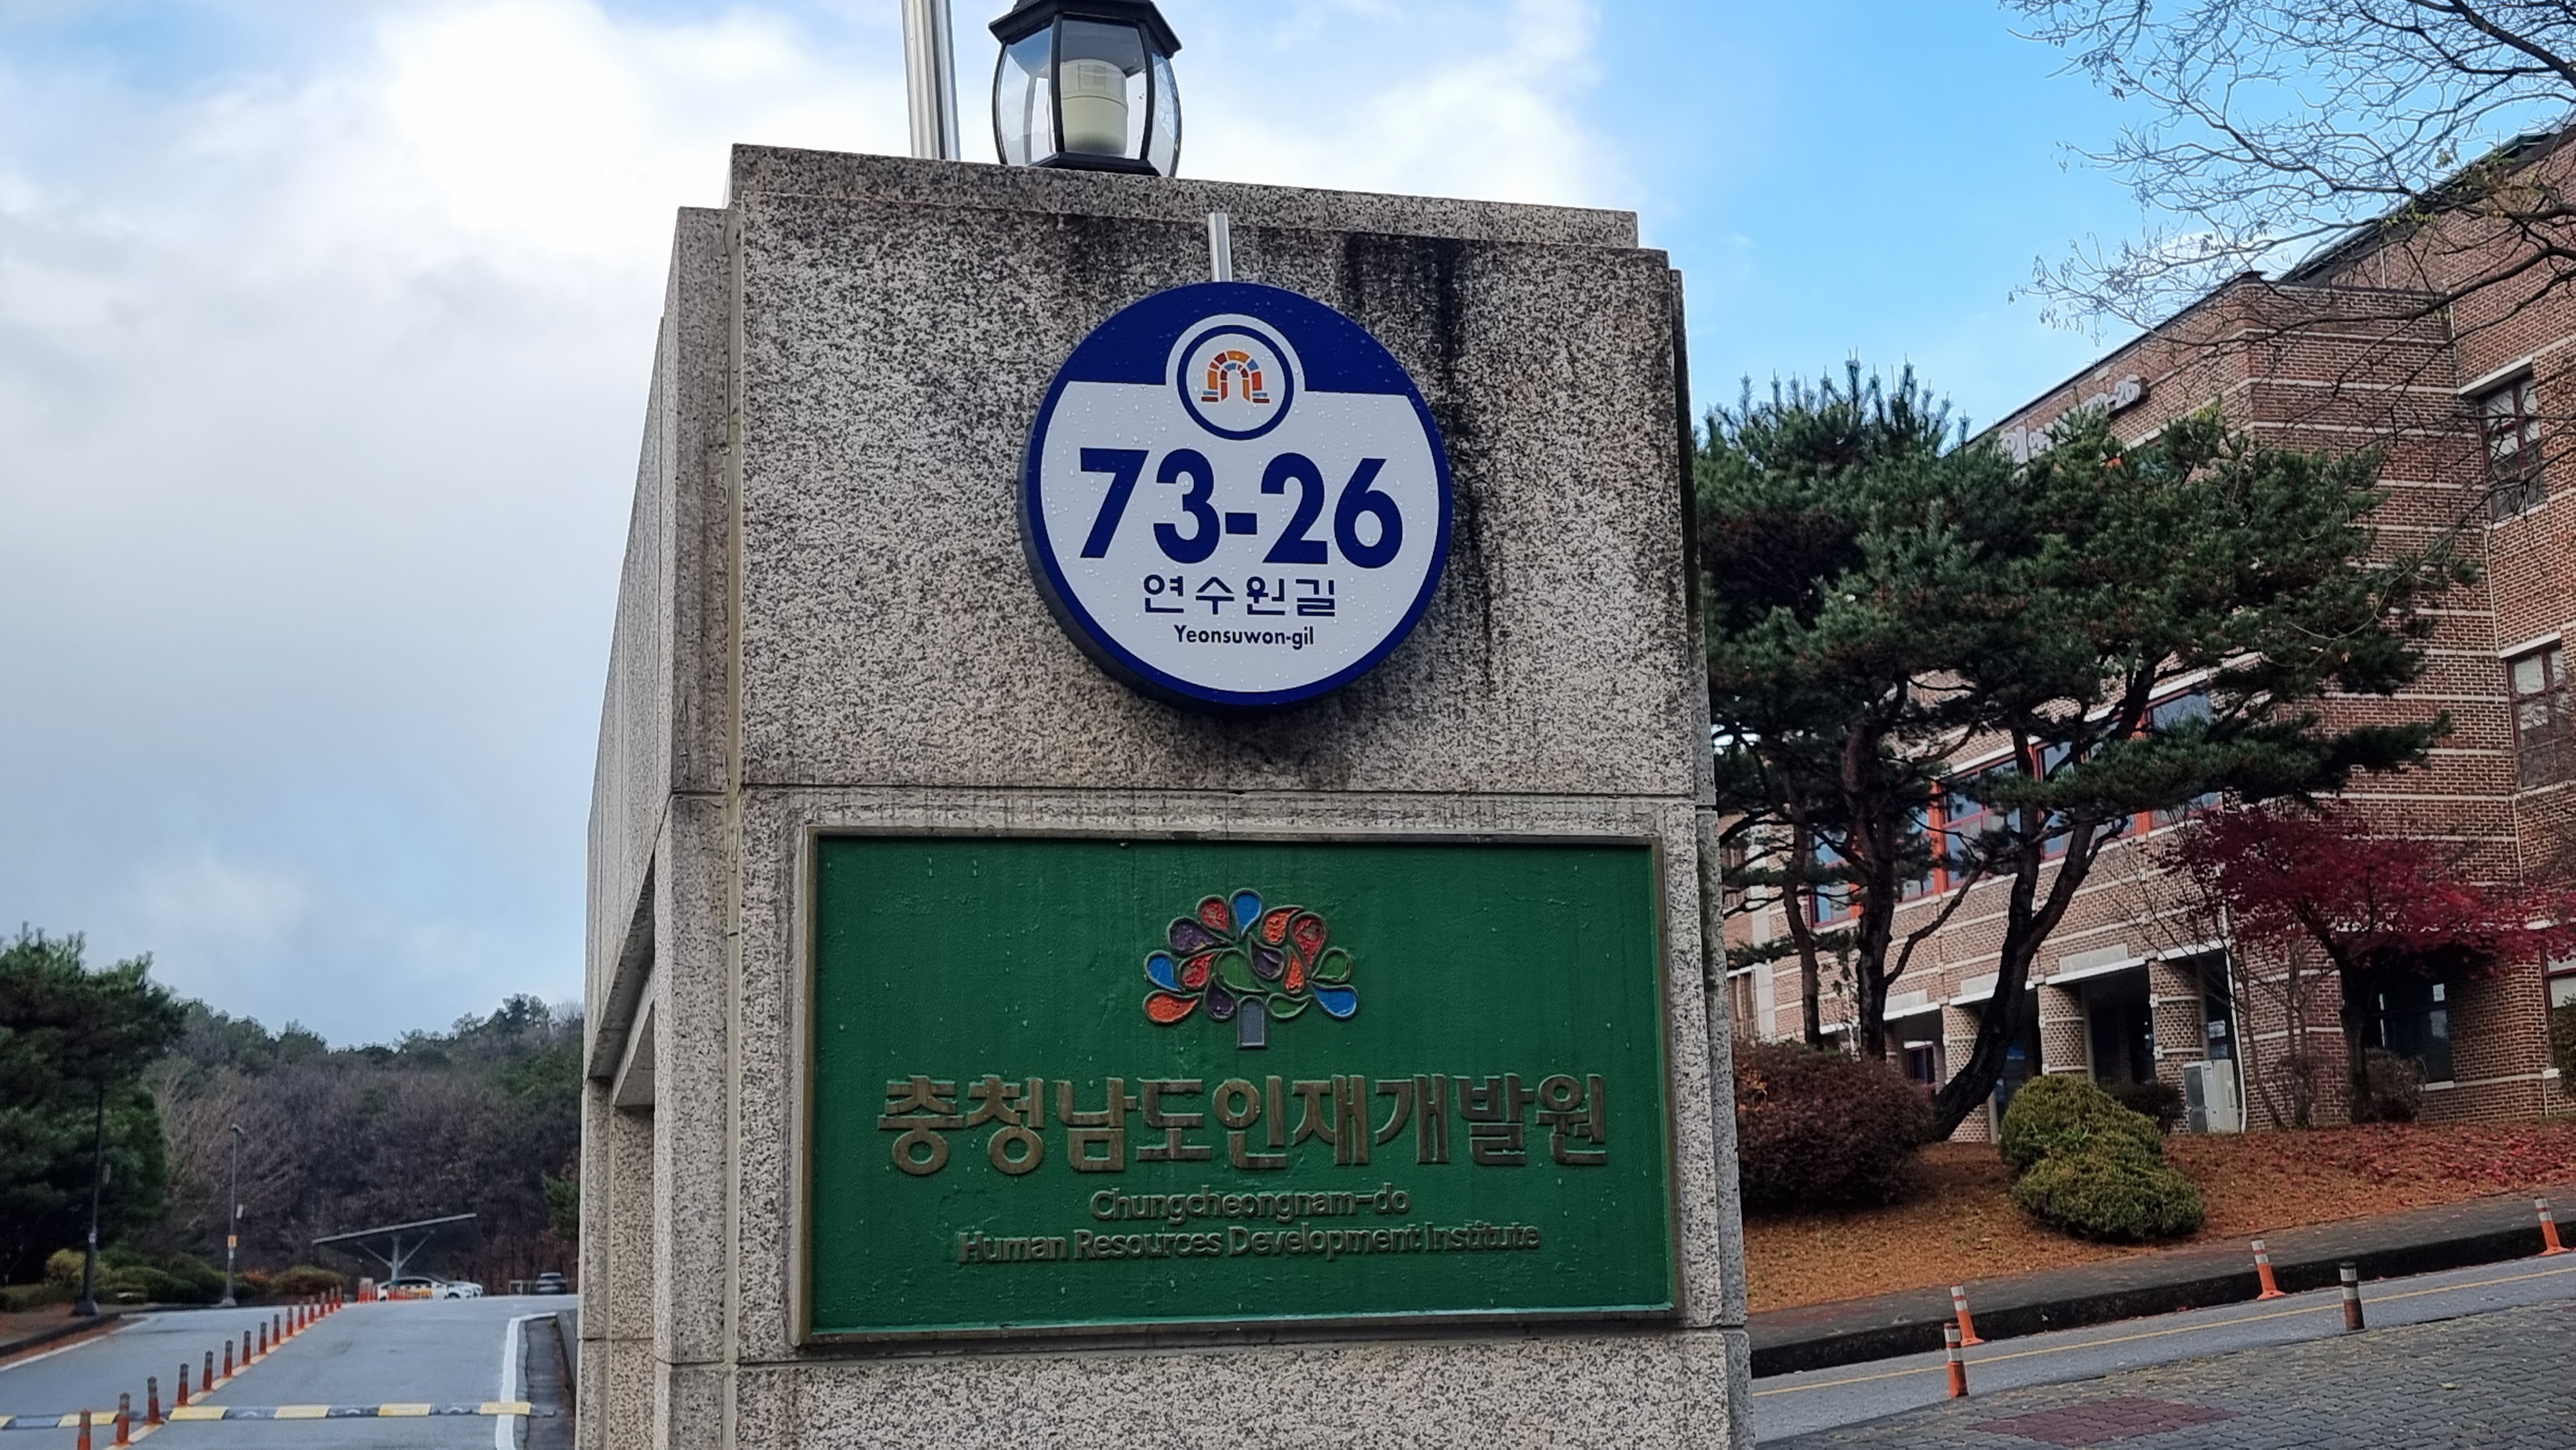 73-26
연수원길
Yeonsuwon-gil
충청남도인재개발원
Chungcheongnam-do
Human Resources Development Institute